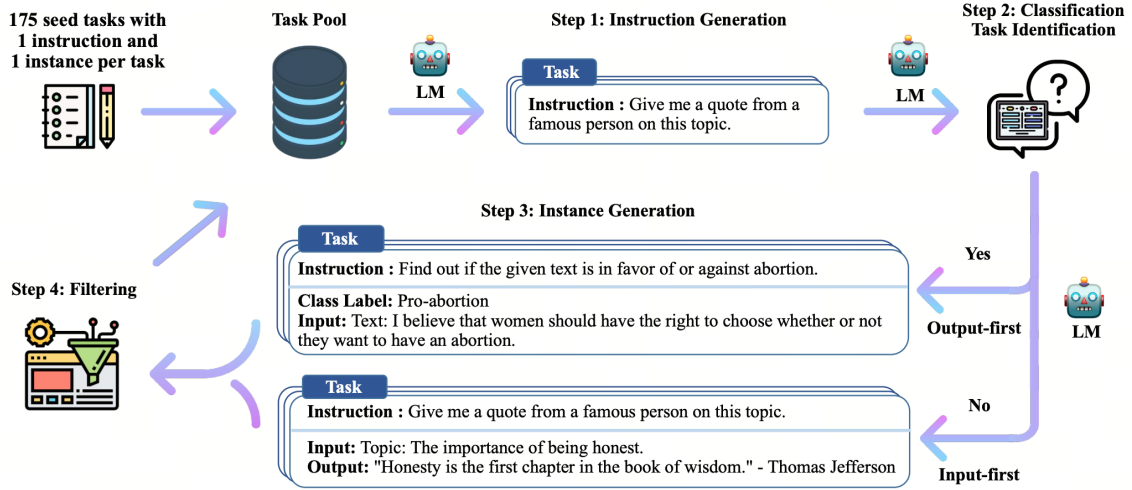 175 seed tasks with
1 instruction and
1 instance per task
Task Pool
Step 1: Instruction Generation
Step 2: Classification
Task Identification
LM
Task
Instruction : Give me a quote from a
famous person on this topic.
LM
Step 3: Instance Generation
Task
Instruction : Find out if the given text is in favor of or against abortion.
Class Label: Pro-abortion
Input: Text: I believe that women should have the right to choose whether or not
they want to have an abortion.
Yes
Output-first
LM
Step 4: Filtering
Task
Instruction : Give me a quote from a famous person on this topic.
Input: Topic: The importance of being honest.
Output: "Honesty is the first chapter in the book of wisdom." - Thomas Jefferson
No
Input-first